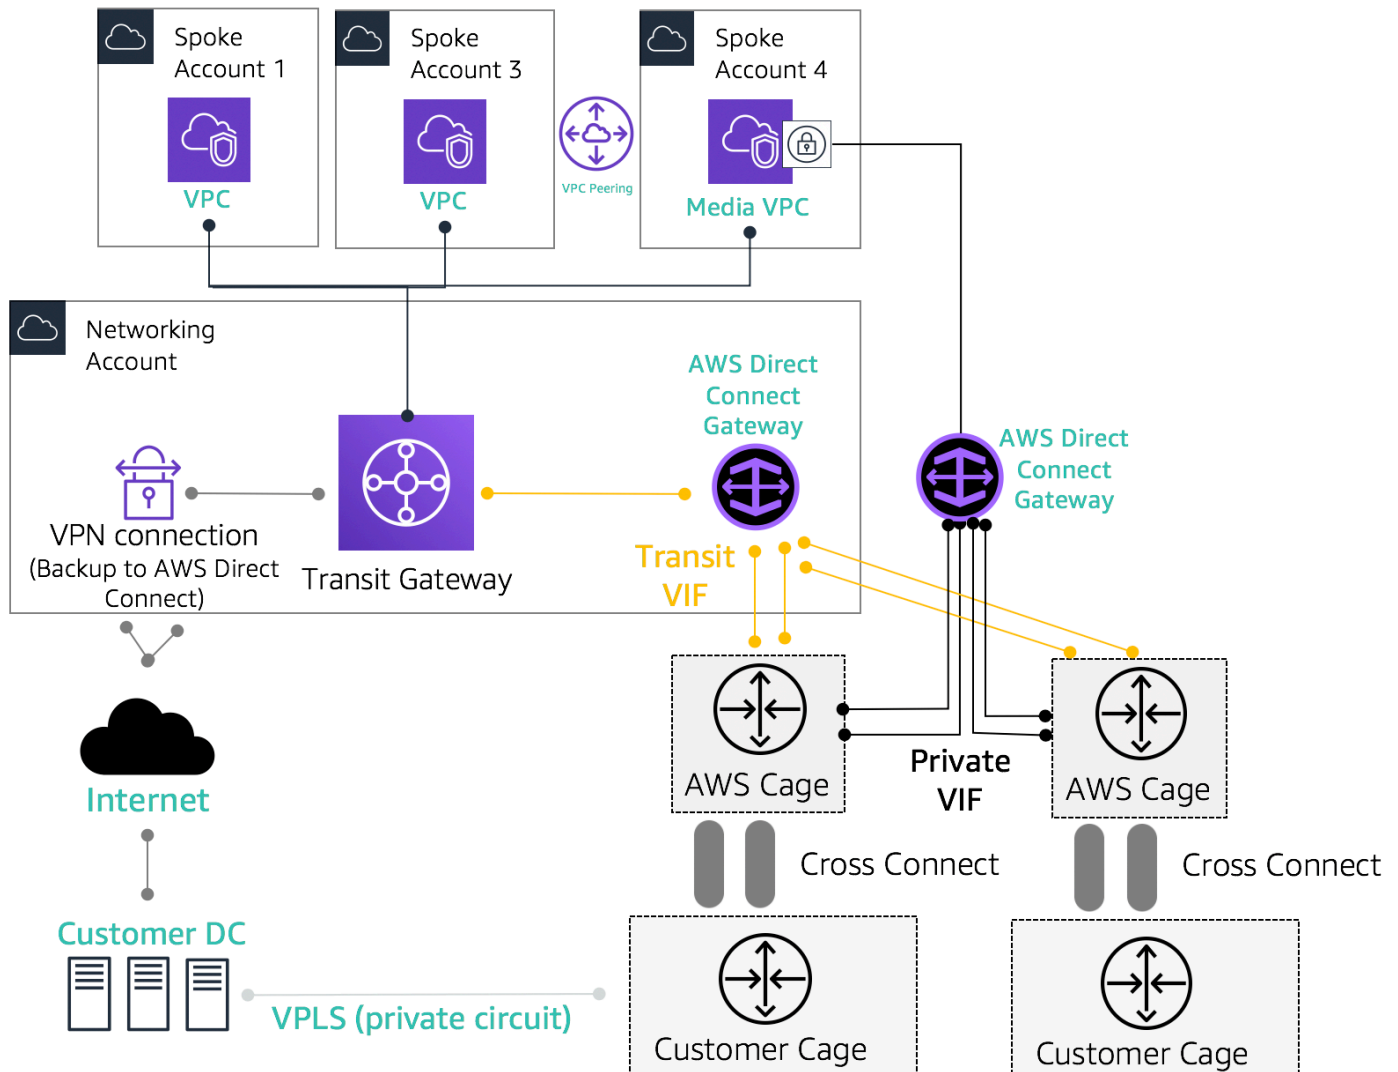 Spoke
Account 1
VPC
Spoke
Account 3
VPC
VPC Peering
Spoke
Account 4
Media VPC
Networking
Account
AWS Direct
Connect
Gateway
AWS Direct
Connect
Gateway
VPN connection
(Backup to AWS Direct
Connect)
Transit Gateway
Transit
VIF
Internet
AWS Cage
Private
VIF
AWS Cage
Cross Connect
Cross Connect
Customer DC
VPLS (private circuit)
Customer Cage
Customer Cage